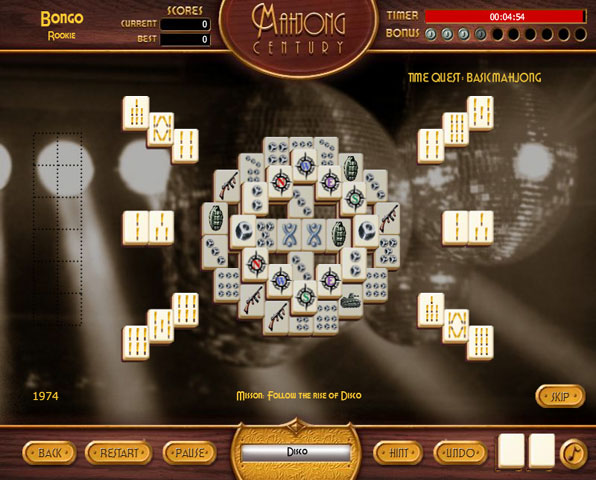 Bongo
Rookie
SCORES
CURRENT 0
BEST 0
MAHJONG
CENTURY
TIMER 00:04:54
BONUS
TIME QUEST: BASIC MAHJONG
1974
Misson: Follow the rise of Disco
SKIP
BACK
RESTART
PAUSE
Disco
HINT
UNDO